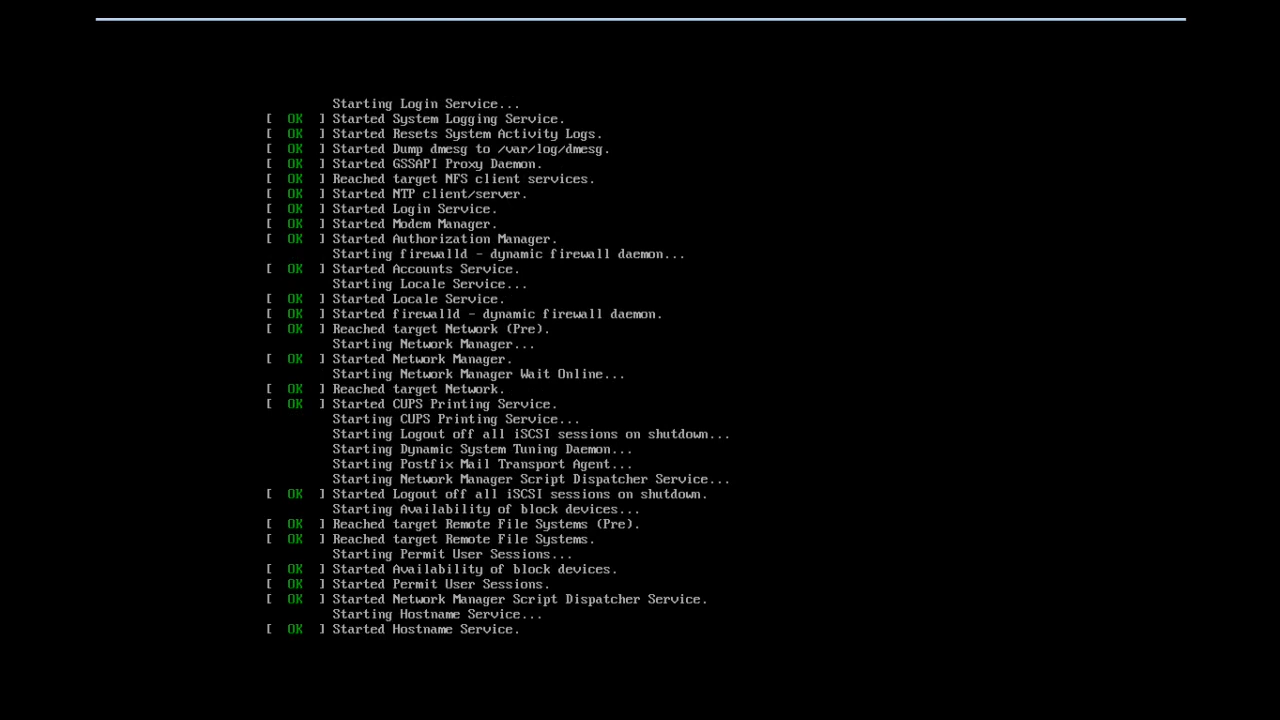 Starting Login Service...
[  OK  ] Started System Logging Service.
[  OK  ] Started Resets System Activity Logs.
[  OK  ] Started Dump dmesg to /var/log/dmesg.
[  OK  ] Started GSSAPI Proxy Daemon.
[  OK  ] Reached target NFS client services.
[  OK  ] Started NTP client/server.
[  OK  ] Started Login Service.
[  OK  ] Started Modem Manager.
[  OK  ] Started Authorization Manager.
Starting firewalld - dynamic firewall daemon...
[  OK  ] Started Accounts Service.
Starting Locale Service...
[  OK  ] Started Locale Service.
[  OK  ] Started firewalld - dynamic firewall daemon.
[  OK  ] Reached target Network (Pre).
Starting Network Manager...
[  OK  ] Started Network Manager.
Starting Network Manager Wait Online...
[  OK  ] Reached target Network.
[  OK  ] Started CUPS Printing Service.
Starting CUPS Printing Service...
Starting Logout off all iSCSI sessions on shutdown...
Starting Dynamic System Tuning Daemon...
Starting Postfix Mail Transport Agent...
Starting Network Manager Script Dispatcher Service...
[  OK  ] Started Logout off all iSCSI sessions on shutdown.
Starting Availability of block devices...
[  OK  ] Reached target Remote File Systems (Pre).
[  OK  ] Reached target Remote File Systems.
Starting Permit User Sessions...
[  OK  ] Started Availability of block devices.
[  OK  ] Started Permit User Sessions.
[  OK  ] Started Network Manager Script Dispatcher Service.
Starting Hostname Service...
[  OK  ] Started Hostname Service.